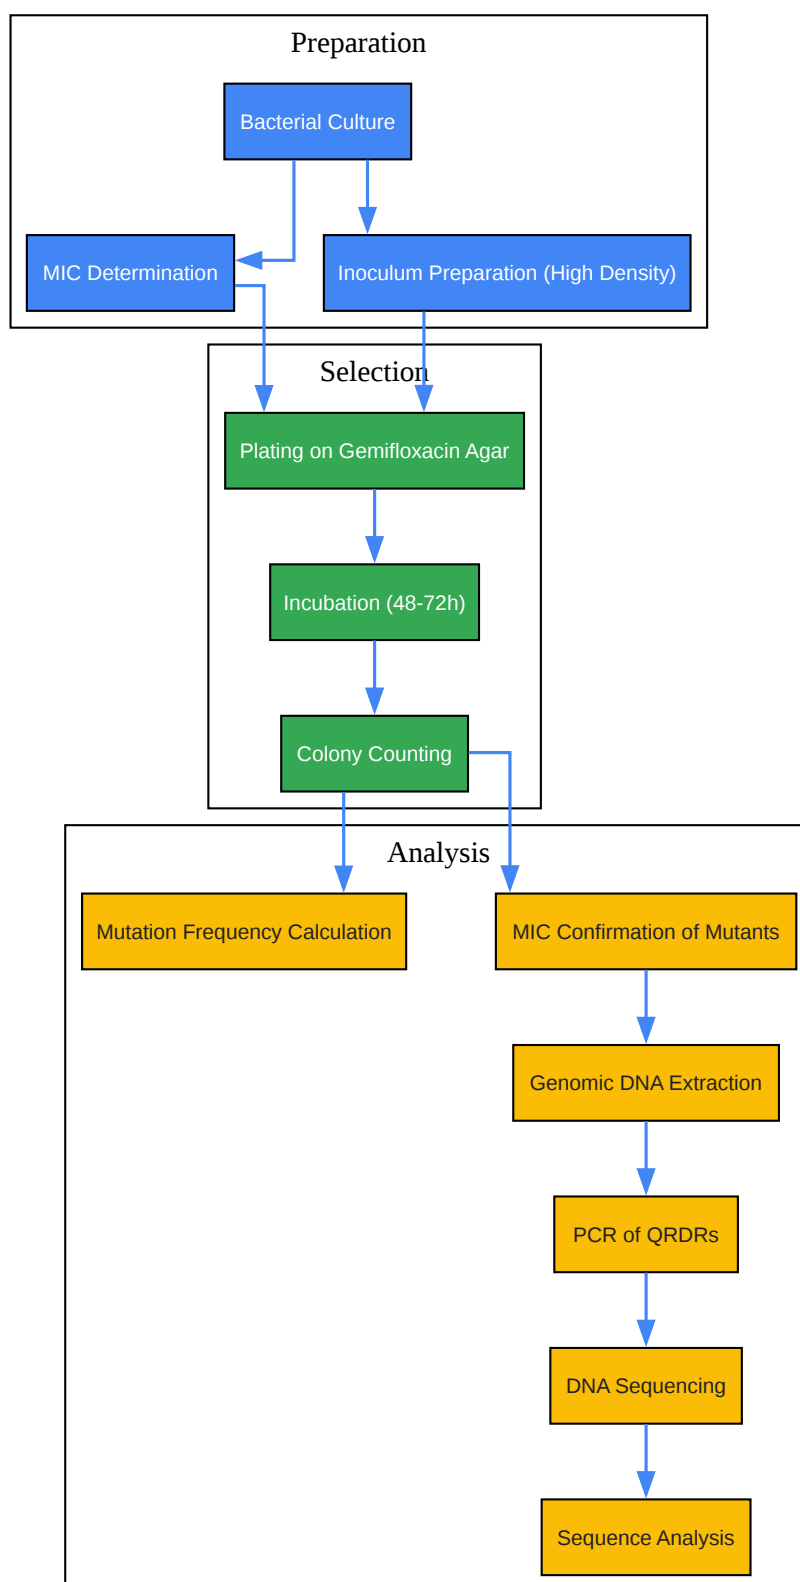 Preparation
Bacterial Culture
MIC Determination
Inoculum Preparation (High Density)
Selection
Plating on Gemifloxacin Agar
Incubation (48-72h)
Colony Counting
Analysis
Mutation Frequency Calculation
MIC Confirmation of Mutants
Genomic DNA Extraction
PCR of QRDRs
DNA Sequencing
Sequence Analysis